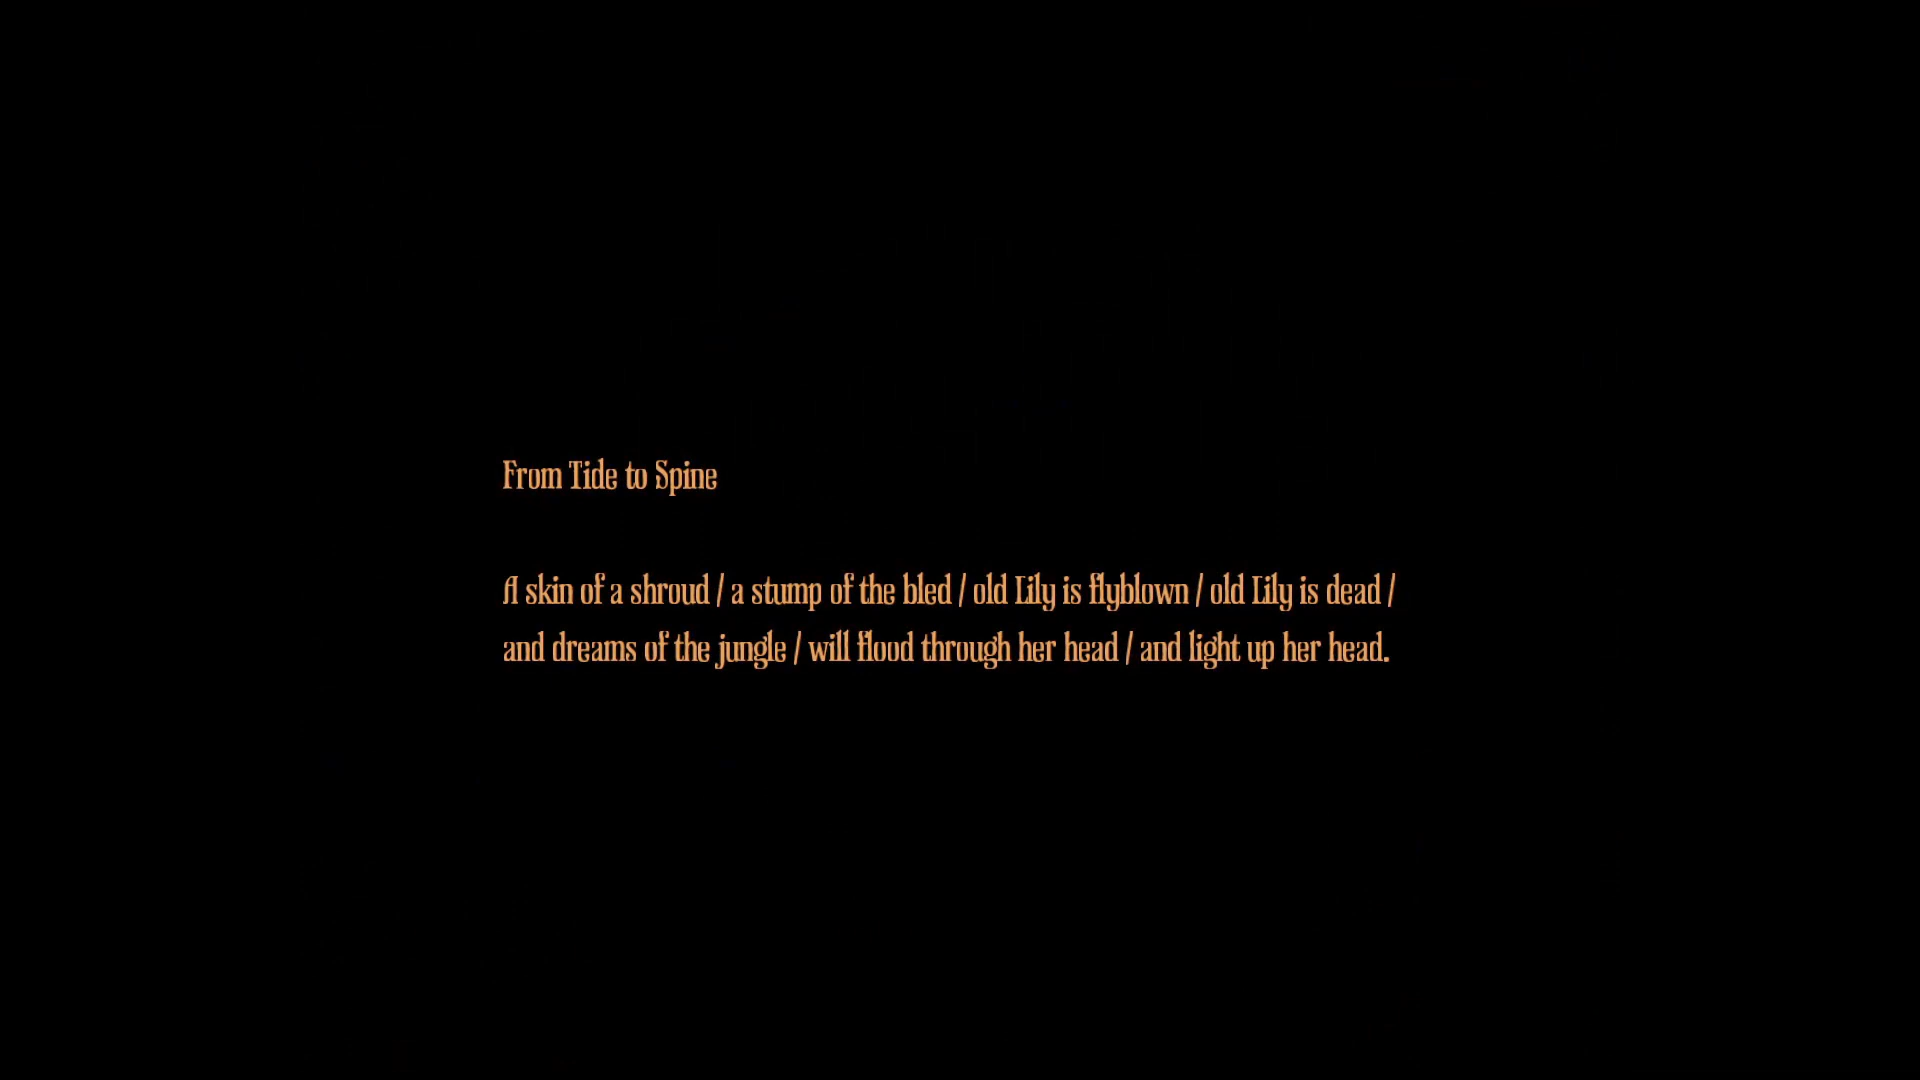 From Tide to Spine
A skin of a shroud / a stump of the bled / old Lily is flyblown / old Lily is dead /
and dreams of the jungle / will flood through her head / and light up her head.